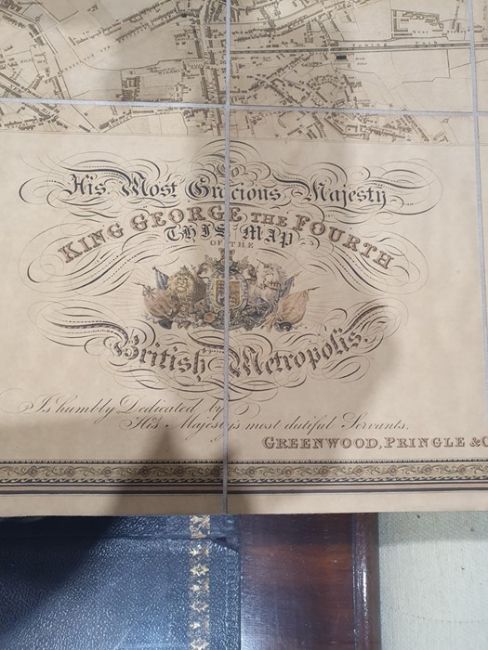 To
His Most Gracious Majesty
KING GEORGE THE FOURTH
THIS MAP
OF THE
British Metropolis.
Is humbly Dedicated by
His Majestys most dutiful Servants,
GREENWOOD, PRINGLE & C